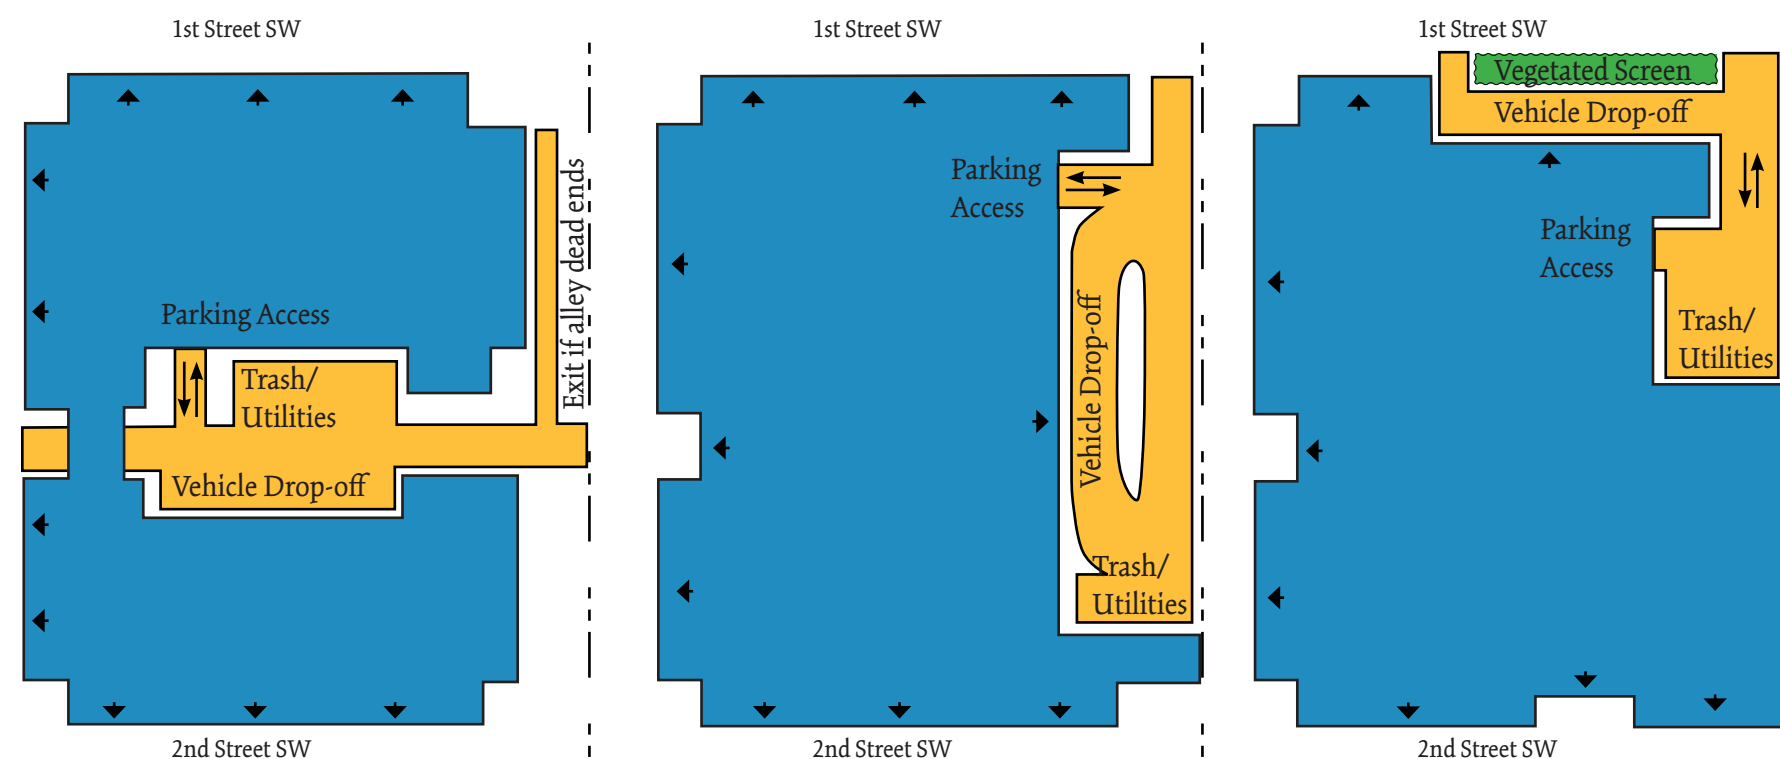 1st Street SW
Exit if alley dead ends
Parking Access
Trash/
Utilities
Vehicle Drop-off
2nd Street SW
1st Street SW
Parking
Access
Vehicle Drop-off
Trash/
Utilities
2nd Street SW
1st Street SW
Vegetated Screen
Vehicle Drop-off
Parking
Access
Trash/
Utilities
2nd Street SW